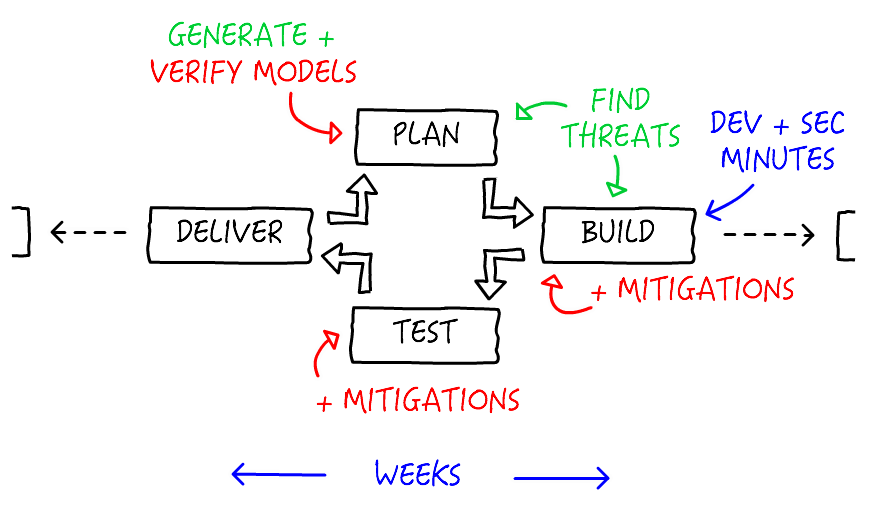 GENERATE +
VERIFY MODELS
PLAN
FIND
THREATS
DEV + SEC
MINUTES
DELIVER
BUILD
+ MITIGATIONS
TEST
+ MITIGATIONS
WEEKS